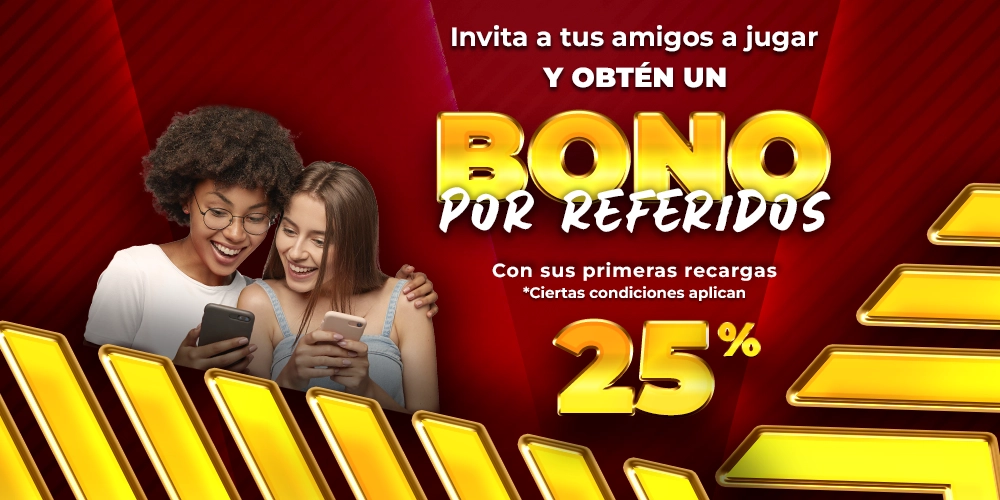 Invita a tus amigos a jugar
Y OBTÉN UN
BONO
POR REFERIDOS
Con sus primeras recargas
*Ciertas condiciones aplican
25%